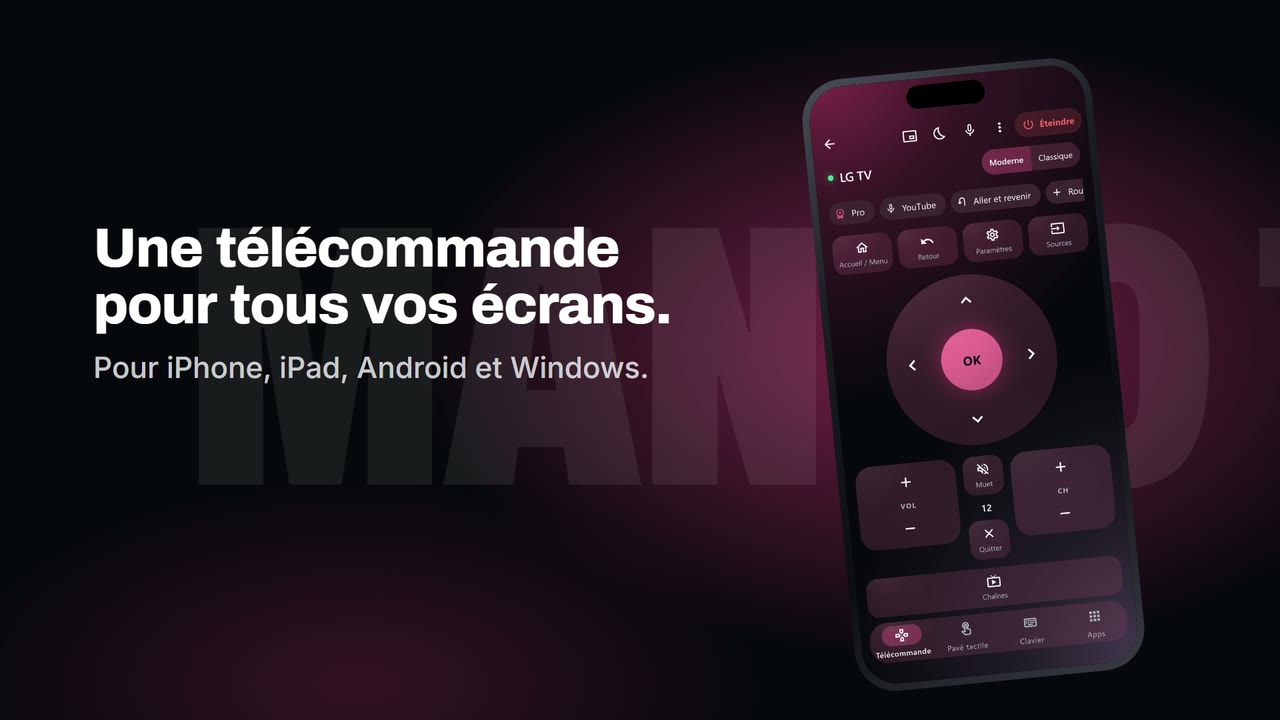 Une télécommande
pour tous vos écrans.
Pour iPhone, iPad, Android et Windows.
Éteindre
LG TV
Moderne
Classique
Pro
YouTube
Aller et revenir
Rou
Accueil / Menu
Retour
Paramètres
Sources
OK
+
VOL
−
Muet
12
Quitter
+
CH
−
Chaînes
Télécommande
Pavé tactile
Clavier
Apps